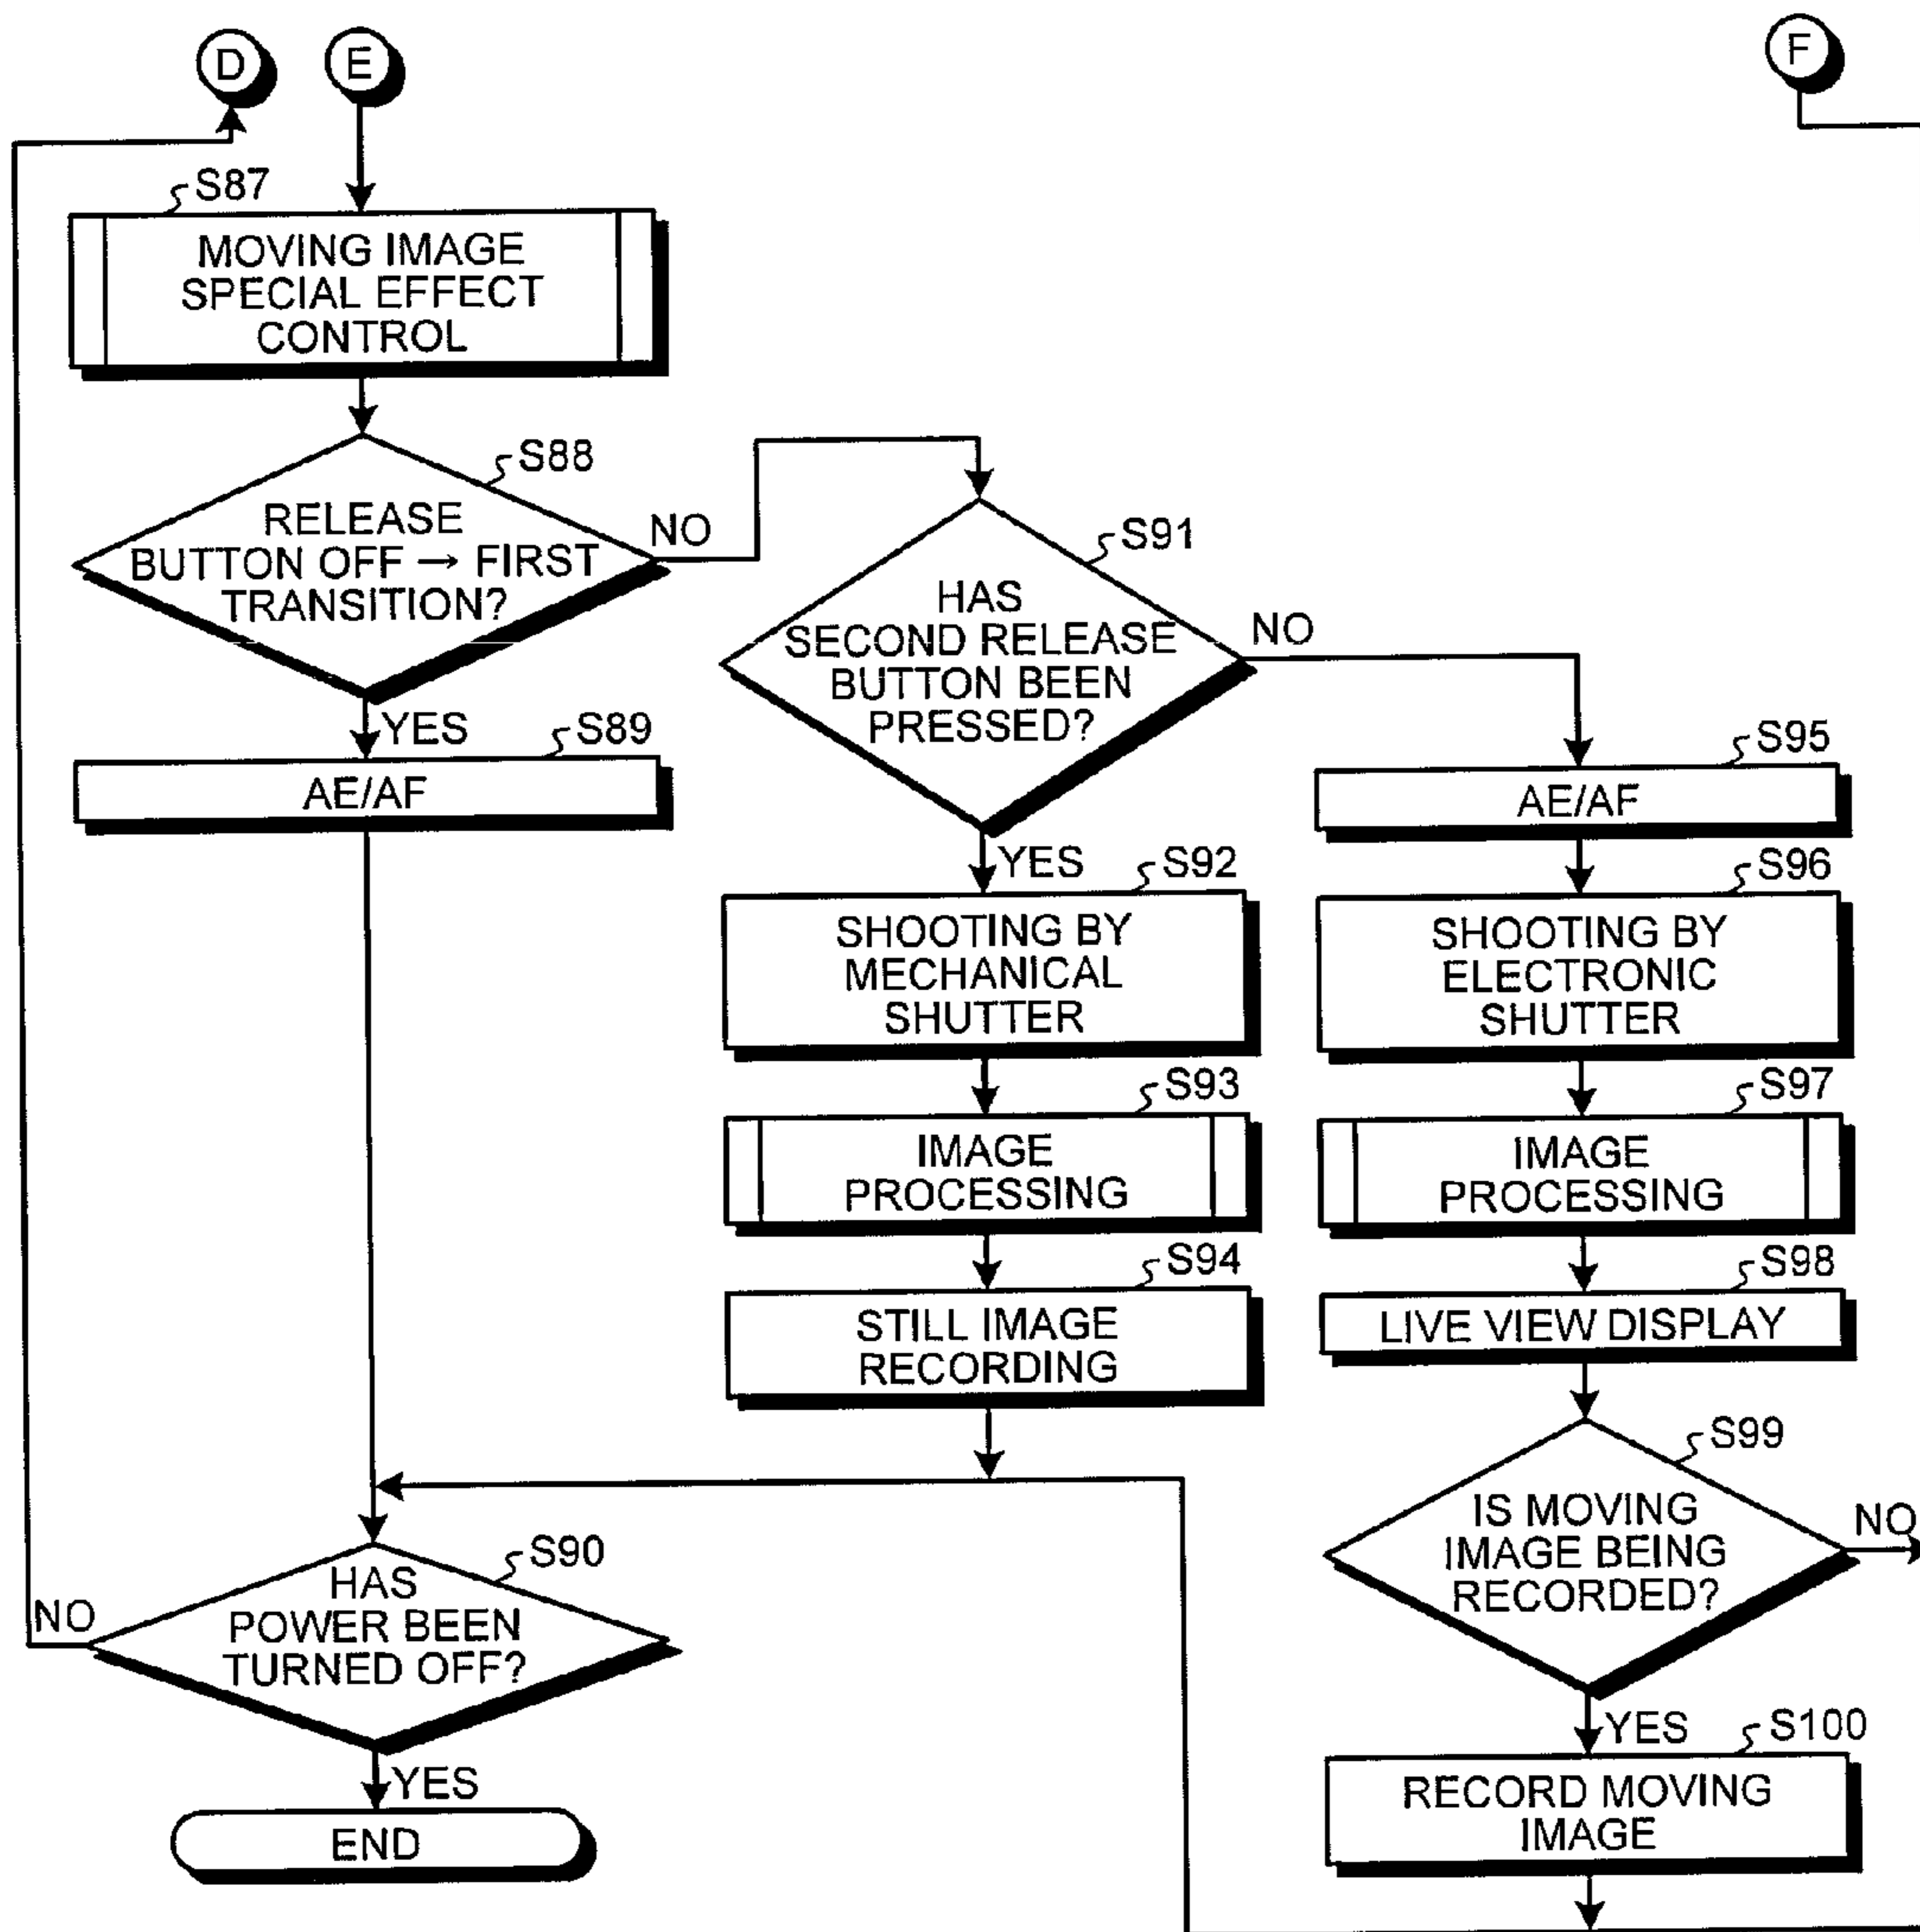 D
E
F
S87
MOVING IMAGE
SPECIAL EFFECT
CONTROL
S88
RELEASE
BUTTON OFF → FIRST
TRANSITION?
NO
YES
S89
AE/AF
S91
HAS
SECOND RELEASE
BUTTON BEEN
PRESSED?
NO
YES
S92
SHOOTING BY
MECHANICAL
SHUTTER
S93
IMAGE
PROCESSING
S94
STILL IMAGE
RECORDING
S95
AE/AF
S96
SHOOTING BY
ELECTRONIC
SHUTTER
S97
IMAGE
PROCESSING
S98
LIVE VIEW DISPLAY
S99
IS MOVING
IMAGE BEING
RECORDED?
NO
YES
S100
RECORD MOVING
IMAGE
S90
HAS
POWER BEEN
TURNED OFF?
NO
YES
END